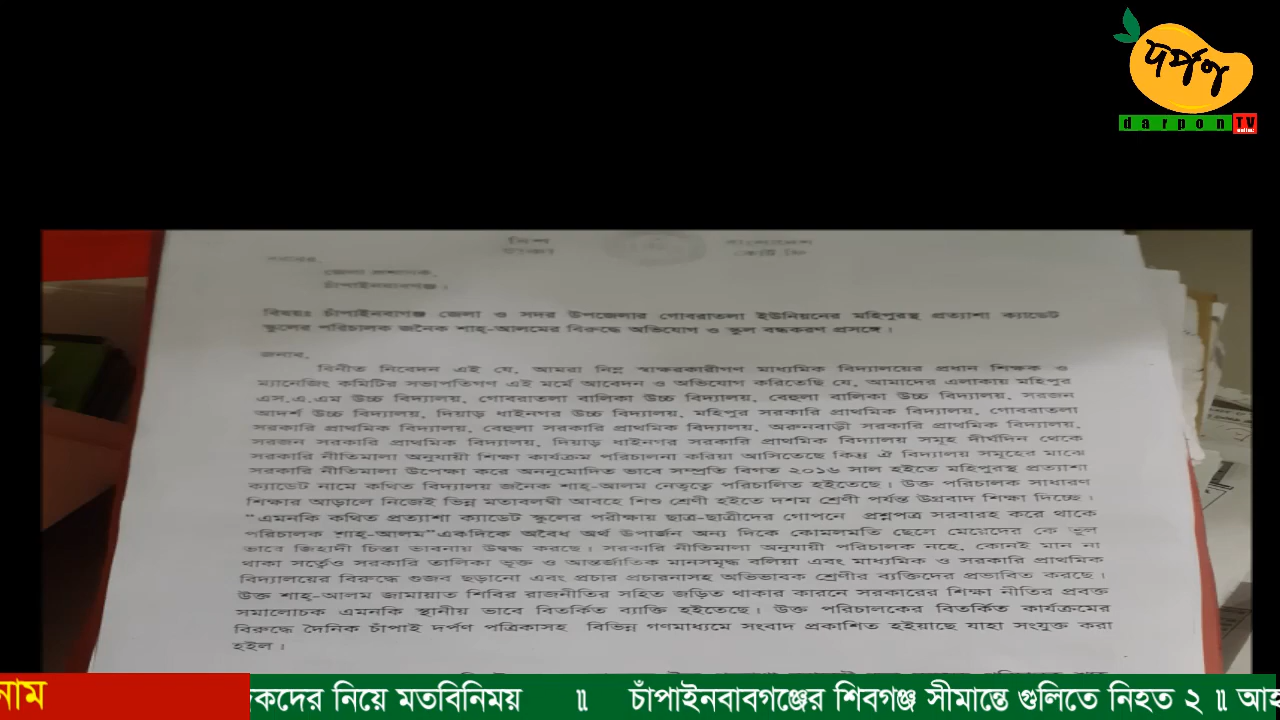 দর্পণ
darpon TV
online
জেলা প্রশাসক,
চাঁপাইনবাবগঞ্জ।
বিষয়ঃ চাঁপাইনবাগঞ্জ জেলা ও সদর উপজেলার গোবরাতলা ইউনিয়নের মহিপুরস্থ প্রত্যাশা ক্যাডেট
স্কুলের পরিচালক জনৈক শাহ্-আলমের বিরুদ্ধে অভিযোগ ও স্কুল বন্ধকরণ প্রসঙ্গে।
জনাব,
বিনীত নিবেদন এই যে, আমরা নিম্ন স্বাক্ষরকারীগণ মাধ্যমিক বিদ্যালয়ের প্রধান শিক্ষক ও
ম্যানেজিং কমিটির সভাপতিগণ এই মর্মে আবেদন ও অভিযোগ করিতেছি যে, আমাদের এলাকায় মহিপুর
এস.এ.এম উচ্চ বিদ্যালয়, গোবরাতলা বালিকা উচ্চ বিদ্যালয়, বেহুলা বালিকা উচ্চ বিদ্যালয়, সরজন
আদর্শ উচ্চ বিদ্যালয়, দিয়াড় ধাইনগর উচ্চ বিদ্যালয়, মহিপুর সরকারি প্রাথমিক বিদ্যালয়, গোবরাতলা
সরকারি প্রাথমিক বিদ্যালয়, বেহুলা সরকারি প্রাথমিক বিদ্যালয়, অরুনবাড়ী সরকারি প্রাথমিক বিদ্যালয়,
সরজন সরকারি প্রাথমিক বিদ্যালয়, দিয়াড় ধাইনগর সরকারি প্রাথমিক বিদ্যালয় সমূহ দীর্ঘদিন থেকে
সরকারি নীতিমালা অনুযায়ী শিক্ষা কার্যক্রম পরিচালনা করিয়া আসিতেছে কিন্তু ঐ বিদ্যালয় সমূহের মাঝে
সরকারি নীতিমালা উপেক্ষা করে অননুমোদিত ভাবে সম্প্রতি বিগত ২০১৬ সাল হইতে মহিপুরস্থ প্রত্যাশা
ক্যাডেট নামে কথিত বিদ্যালয় জনৈক শাহ্-আলম নেতৃত্বে পরিচালিত হইতেছে। উক্ত পরিচালক সাধারণ
শিক্ষার আড়ালে নিজেই ভিন্ন মতাবলম্বী আবহে শিশু শ্রেণী হইতে দশম শ্রেণী পর্যন্ত উগ্রবাদ শিক্ষা দিচ্ছে।
"এমনকি কথিত প্রত্যাশা ক্যাডেট স্কুলের পরীক্ষায় ছাত্র-ছাত্রীদের গোপনে প্রশ্নপত্র সরবারহ করে থাকে
পরিচালক শাহ্-আলম"একদিকে অবৈধ অর্থ উপার্জন অন্য দিকে কোমলমতি ছেলে মেয়েদের কে ভুল
ভাবে জিহাদী চিন্তা ভাবনায় উদ্বদ্ধ করছে। সরকারি নীতিমালা অনুযায়ী পরিচালক নহে, কোনই মান না
থাকা সর্ত্তেও সরকারি তালিকা ভূক্ত ও আন্তর্জাতিক মানসমৃদ্ধ বলিয়া এবং মাধ্যমিক ও সরকারি প্রাথমিক
বিদ্যালয়ের বিরুদ্ধে গুজব ছড়ানো এবং প্রচার প্রচারনাসহ অভিভাবক শ্রেণীর ব্যক্তিদের প্রভাবিত করছে।
উক্ত শাহ্-আলম জামায়াত শিবির রাজনীতির সহিত জড়িত থাকার কারনে সরকারের শিক্ষা নীতির প্রবক্ত
সমালোচক এমনকি স্থানীয় ভাবে বিতর্কিত ব্যাক্তি হইতেছে। উক্ত পরিচালকের বিতর্কিত কার্যক্রমের
বিরুদ্ধে দৈনিক চাঁপাই দর্পণ পত্রিকাসহ বিভিন্ন গণমাধ্যমে সংবাদ প্রকাশিত হইয়াছে যাহা সংযুক্ত করা
হইল।
নাম
কদের নিয়ে মতবিনিময় ॥ চাঁপাইনবাবগঞ্জের শিবগঞ্জ সীমান্তে গুলিতে নিহত ২ ॥ আহ